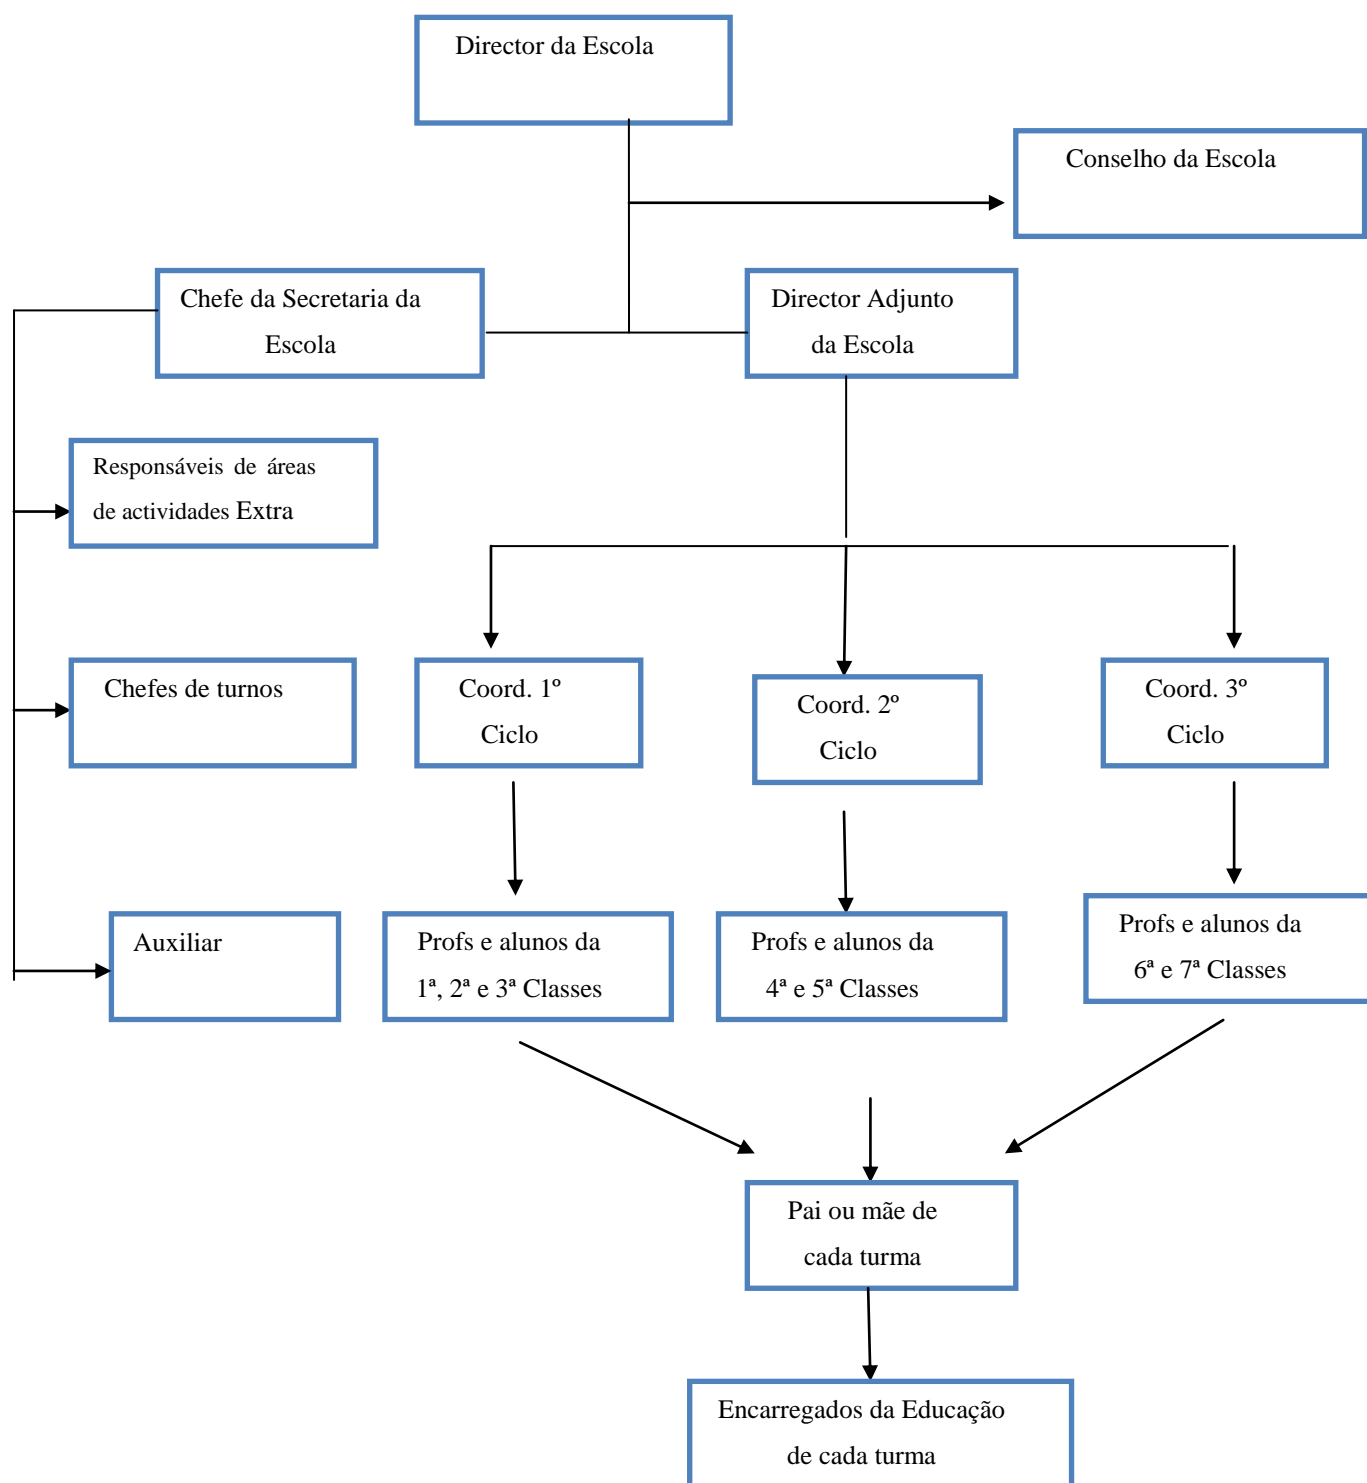 Director da Escola
Conselho da Escola
Chefe da Secretaria da
Escola
Director Adjunto
da Escola
Responsáveis de áreas
de actividades Extra
Chefes de turnos
Coord. 1º
Ciclo
Coord. 2º
Ciclo
Coord. 3º
Ciclo
Auxiliar
Profs e alunos da
1ª, 2ª e 3ª Classes
Profs e alunos da
4ª e 5ª Classes
Profs e alunos da
6ª e 7ª Classes
Pai ou mãe de
cada turma
Encarregados da Educação
de cada turma